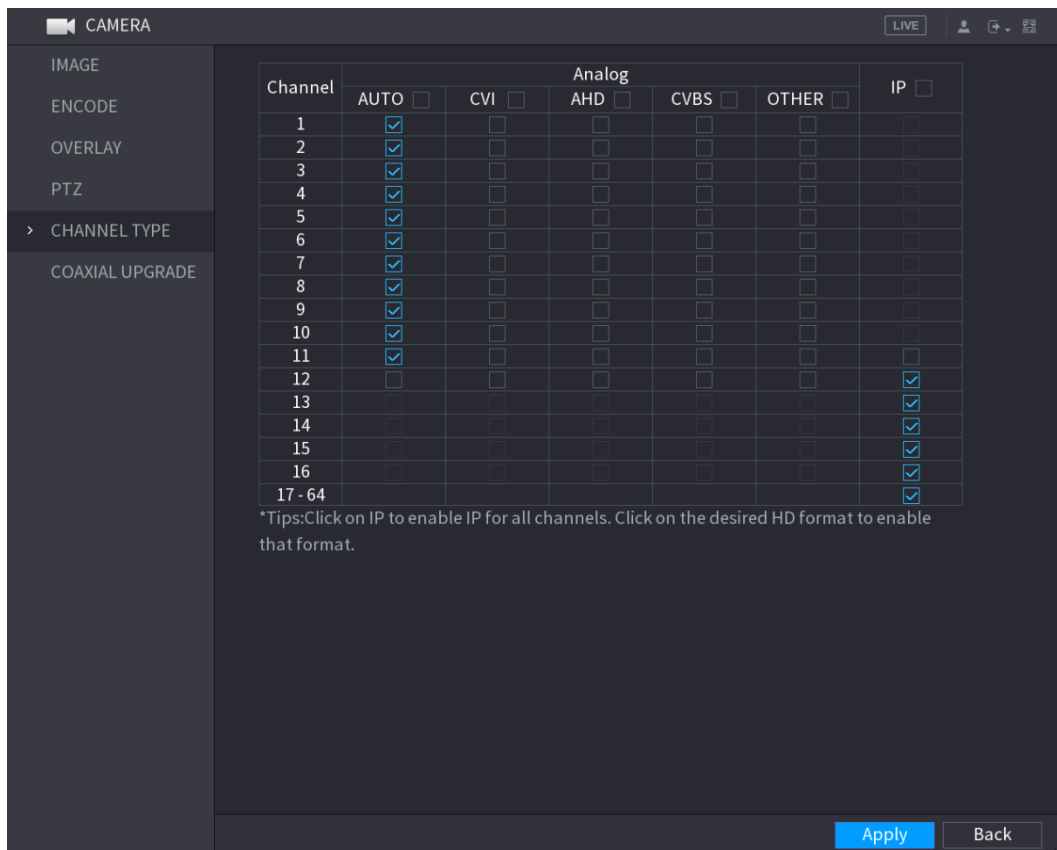 CAMERA
LIVE
IMAGE
ENCODE
OVERLAY
PTZ
> CHANNEL TYPE
COAXIAL UPGRADE
Channel Analog IP
AUTO CVI AHD CVBS OTHER
1
2
3
4
5
6
7
8
9
10
11
12
13
14
15
16
17 - 64
*Tips:Click on IP to enable IP for all channels. Click on the desired HD format to enable
that format.
Apply Back